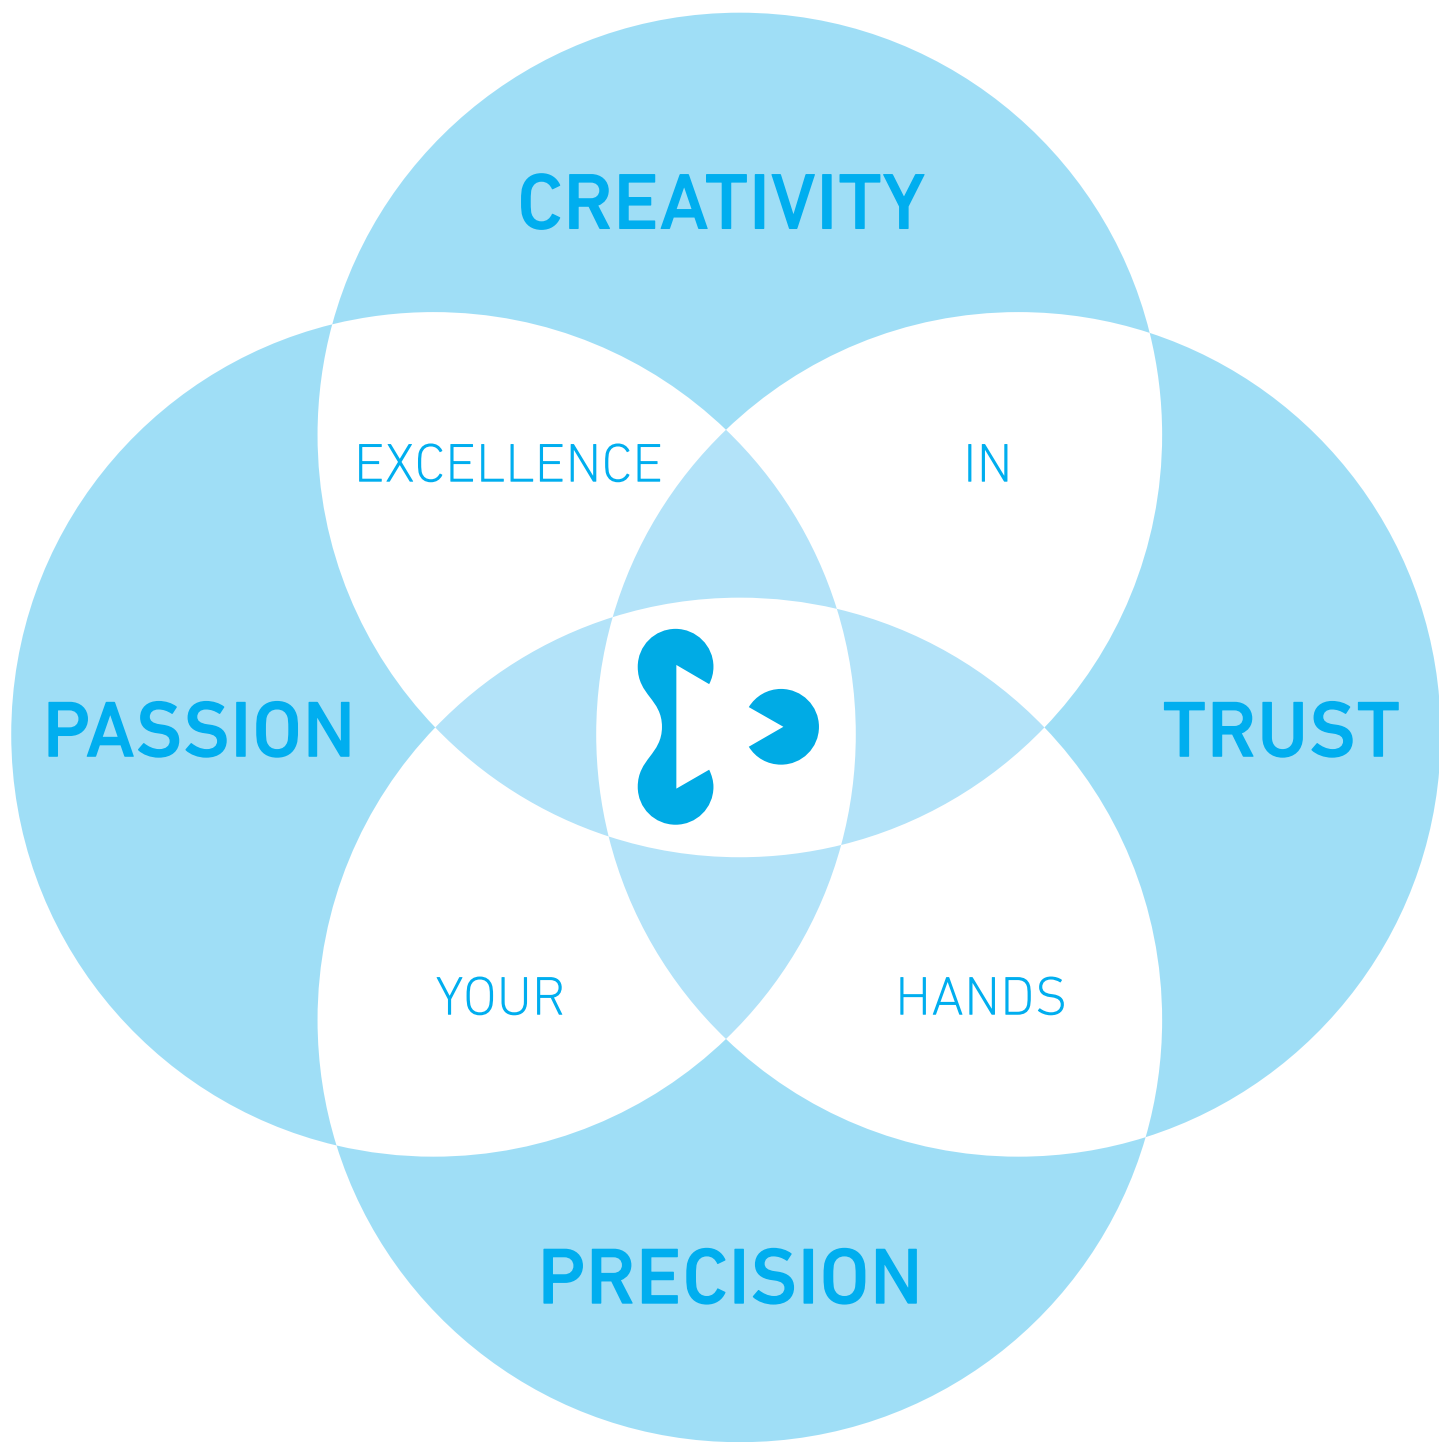 CREATIVITY
EXCELLENCE IN
PASSION TRUST
YOUR HANDS
PRECISION